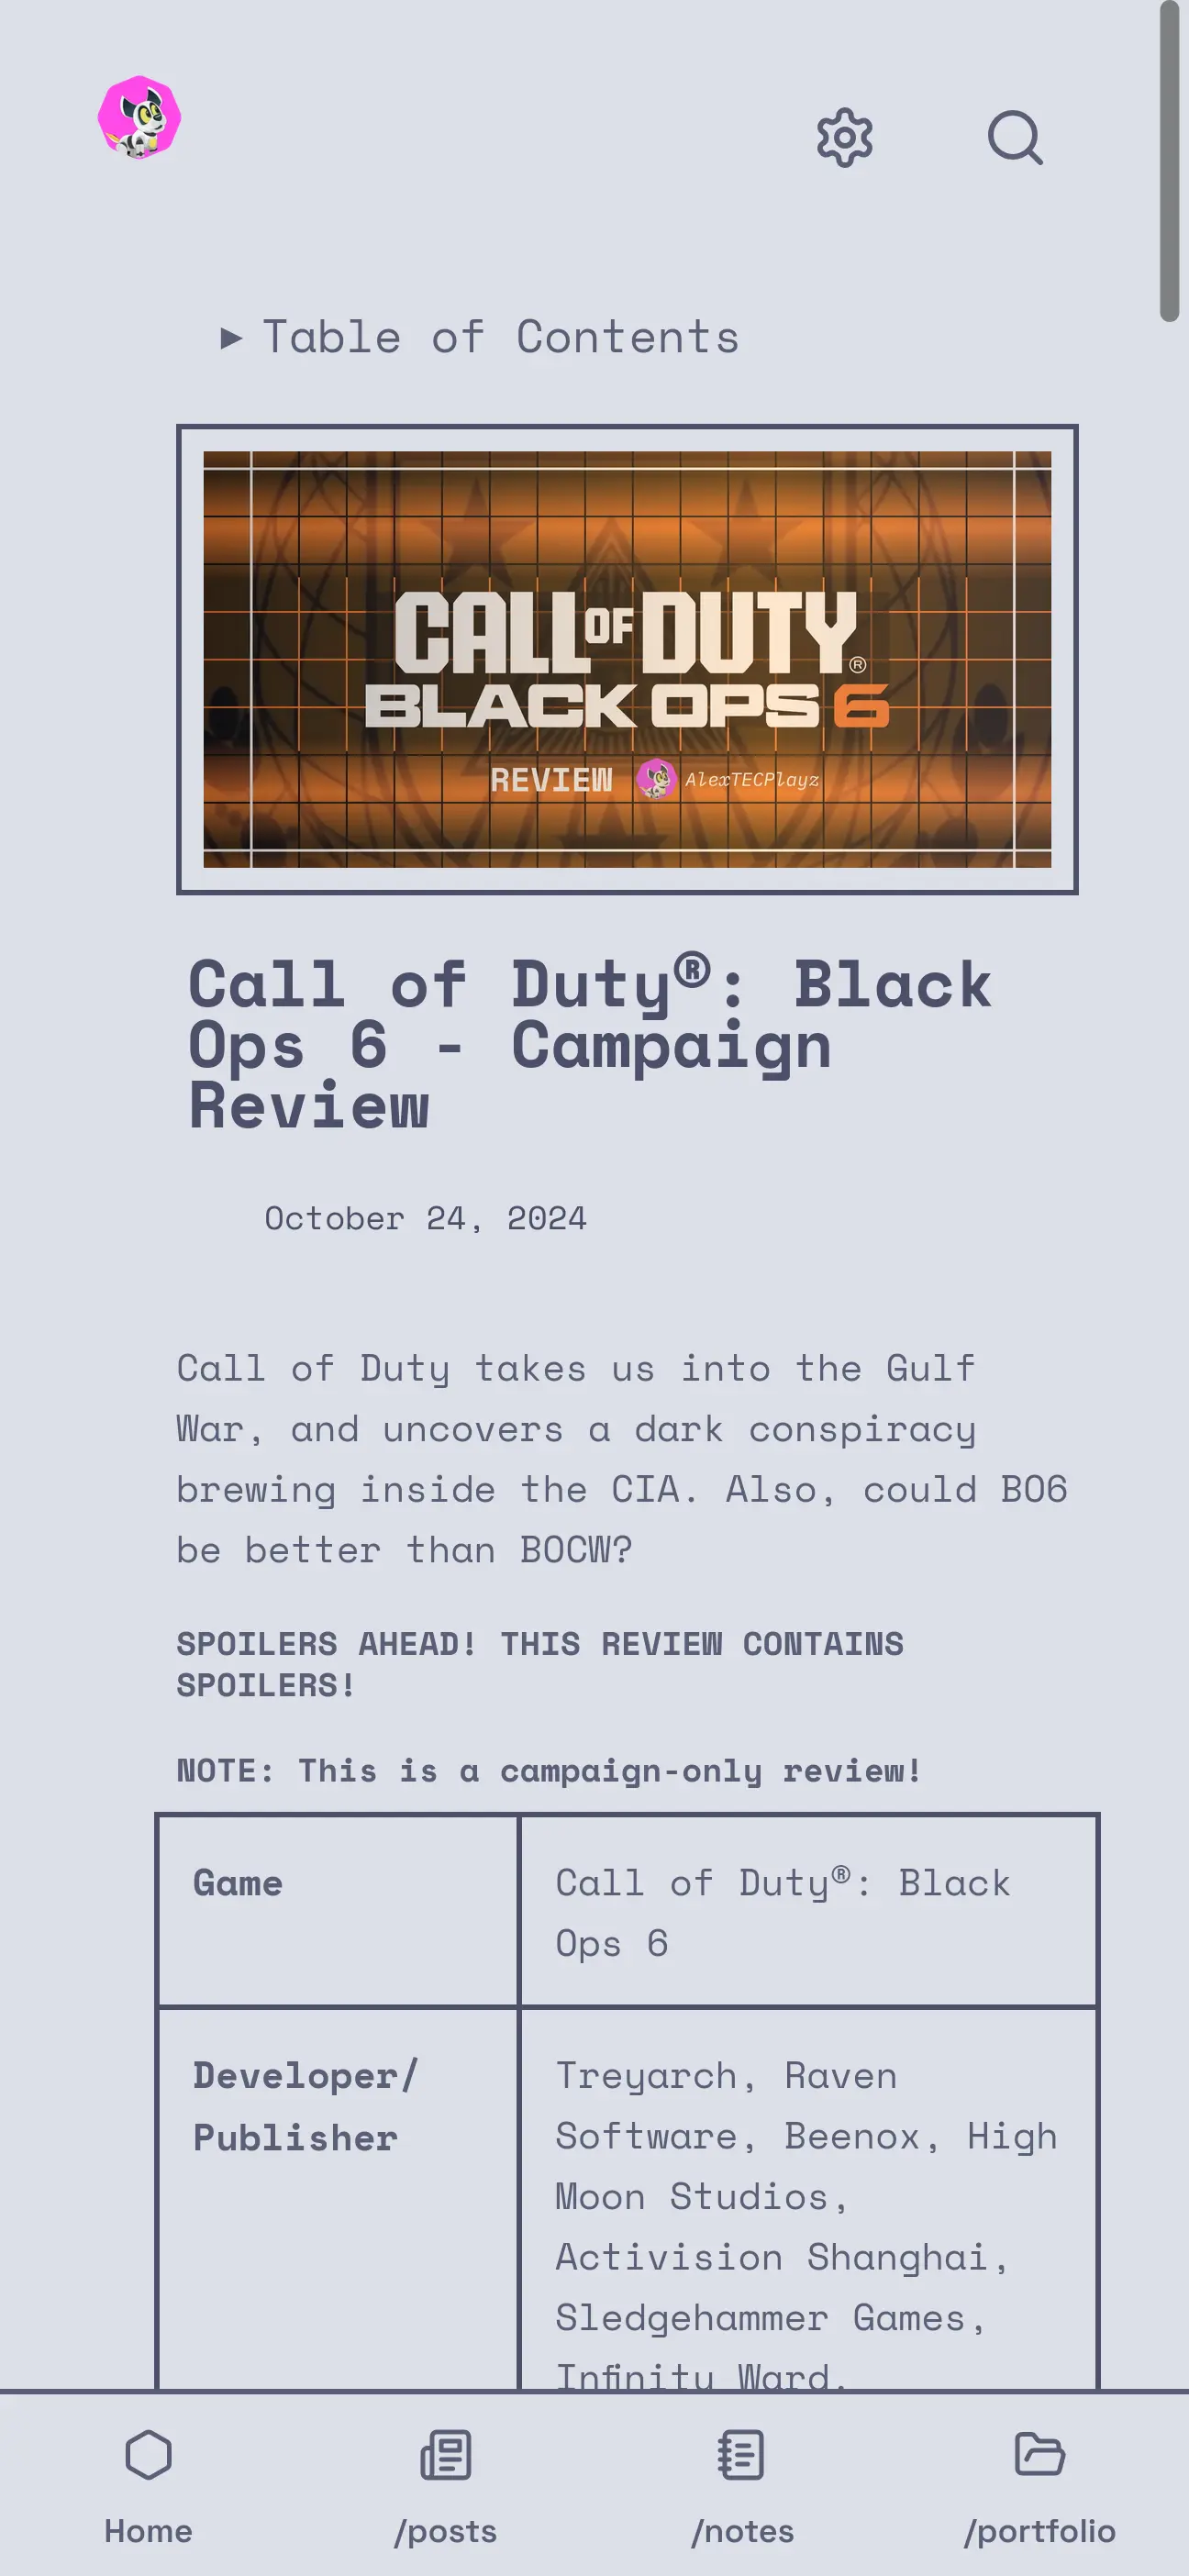 Table of Contents
CALL OF DUTY®
BLACK OPS 6
REVIEW AlexTECPlayz
Call of Duty®: Black
Ops 6 - Campaign
Review
October 24, 2024
Call of Duty takes us into the Gulf
War, and uncovers a dark conspiracy
brewing inside the CIA. Also, could BO6
be better than BOCW?
SPOILERS AHEAD! THIS REVIEW CONTAINS
SPOILERS!
NOTE: This is a campaign-only review!
Game
Call of Duty®: Black
Ops 6
Developer/
Publisher
Treyarch, Raven
Software, Beenox, High
Moon Studios,
Activision Shanghai,
Sledgehammer Games,
Infinity Ward,
Home
/posts
/notes
/portfolio